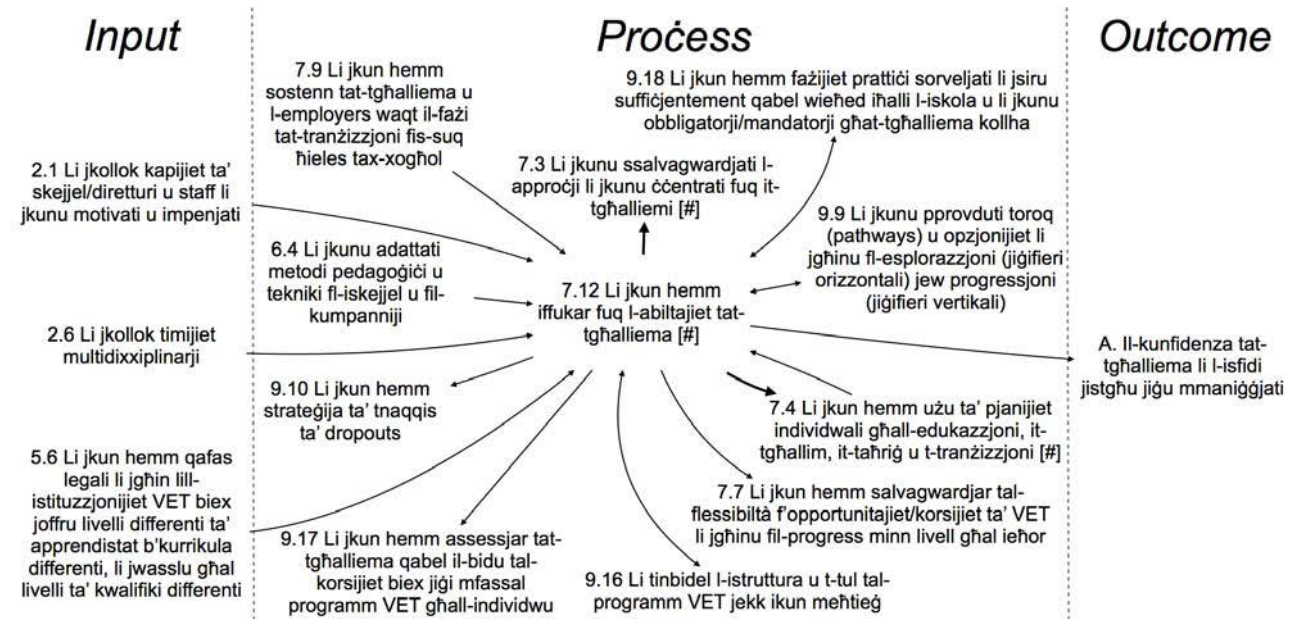 Input
Proċess
Outcome
2.1 Li jkollok kapijiet ta’
skejjel/diretturi u staff li
jkunu motivati u impenjati
2.6 Li jkollok timijiet
multidixxiplinarji
5.6 Li jkun hemm qafas
legali li jgħin lill-
istituzzjonijiet VET biex
joffru livelli differenti ta’
apprendistat b’kurrikula
differenti, li jwasslu għal
livelli ta’ kwalifiki differenti
7.9 Li jkun hemm
sostenn tat-tgħalliema u
l-employers waqt il-fażi
tat-tranżizzjoni fis-suq
ħieles tax-xogħol
9.18 Li jkun hemm fażijiet prattiċi sorveljati li jsiru
suffiċjentement qabel wieħed iħalli l-iskola u li jkunu
obbligatorji/mandatorji għat-tgħalliema kollha
7.3 Li jkunu ssalvagwardjati l-
approċji li jkunu ċċentrati fuq it-
tgħalliemi [#]
6.4 Li jkunu adattati
metodi pedagoġiċi u
tekniki fl-iskejjel u fil-
kumpanniji
9.9 Li jkunu pprovduti toroq
(pathways) u opzjonijiet li
jgħinu fl-esplorazzjoni (jiġifieri
orizzontali) jew progressjoni
(jiġifieri vertikali)
7.12 Li jkun hemm
iffukar fuq l-abiltajiet tat-
tgħalliema [#]
9.10 Li jkun hemm
strateġija ta’ tnaqqis
ta’ dropouts
7.4 Li jkun hemm użu ta’ pjanijiet
individwali għall-edukazzjoni, it-
tgħallim, it-taħriġ u t-tranżizzjoni [#]
7.7 Li jkun hemm salvagwardjar tal-
flessibiltà f’opportunitajiet/korsijiet ta’ VET
li jgħinu fil-progress minn livell għal ieħor
9.17 Li jkun hemm assessjar tat-
tgħalliema qabel il-bidu tal-
korsijiet biex jiġi mfassal
programm VET għall-individwu
9.16 Li tinbidel l-istruttura u t-tul tal-
programm VET jekk ikun meħtieġ
A. Il-kunfidenza tat-
tgħalliema li l-isfidi
jistgħu jiġu mmaniġġjati